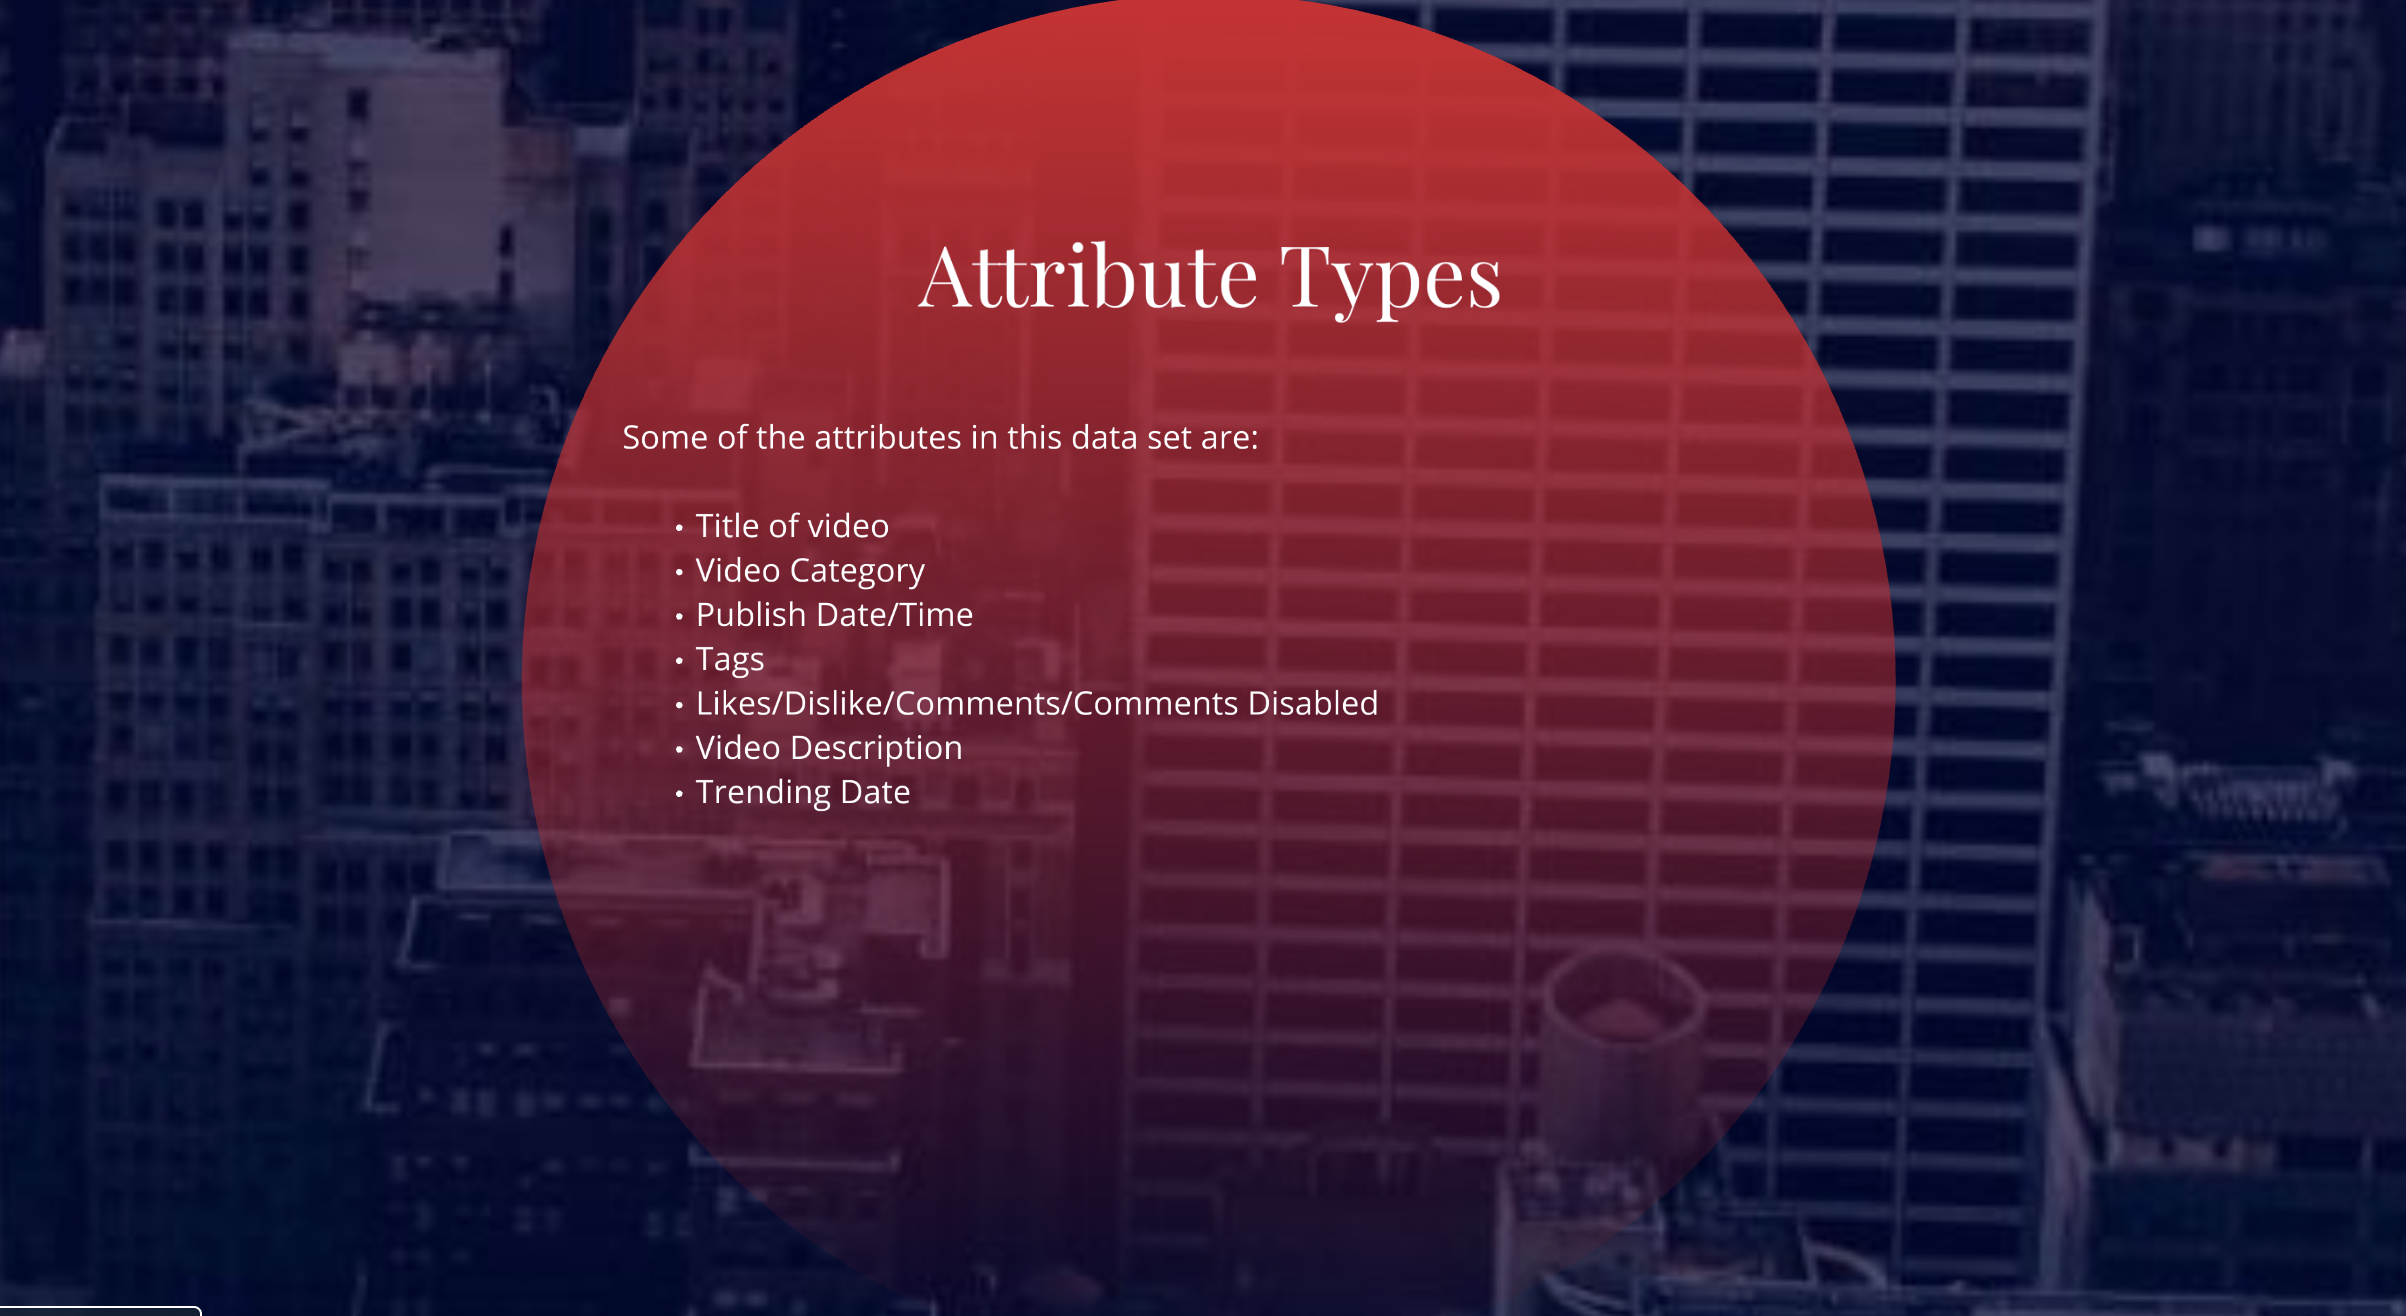 Attribute Types
Some of the attributes in this data set are:
• Title of video
• Video Category
• Publish Date/Time
• Tags
• Likes/Dislike/Comments/Comments Disabled
• Video Description
• Trending Date